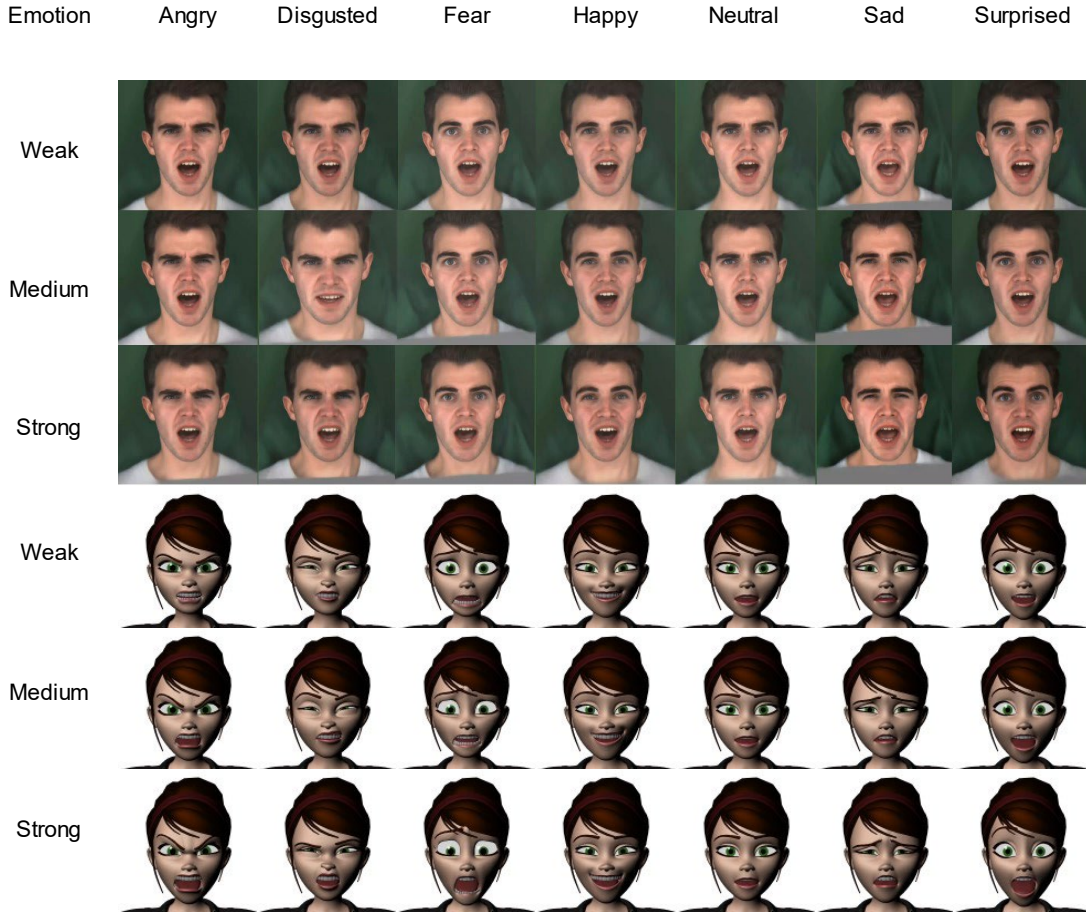 Emotion Angry Disgusted Fear Happy Neutral Sad Surprised
Weak
Medium
Strong
Weak
Medium
Strong